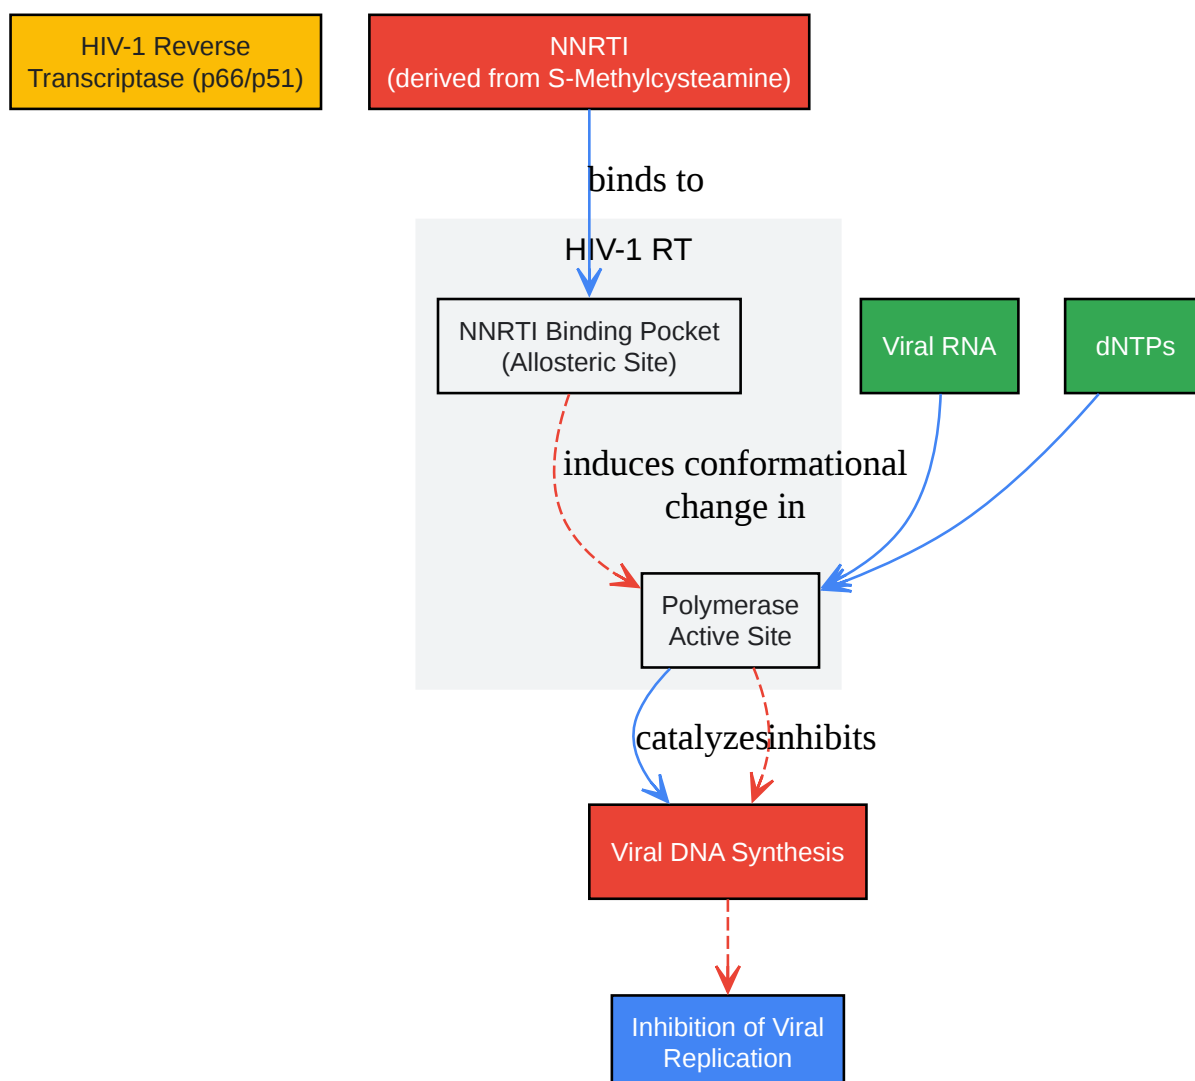 HIV-1 Reverse
Transcriptase (p66/p51)
NNRTI
(derived from S-Methylcysteamine)
binds to
HIV-1 RT
NNRTI Binding Pocket
(Allosteric Site)
Viral RNA
dNTPs
induces conformational
change in
Polymerase
Active Site
catalyzes
inhibits
Viral DNA Synthesis
Inhibition of Viral
Replication